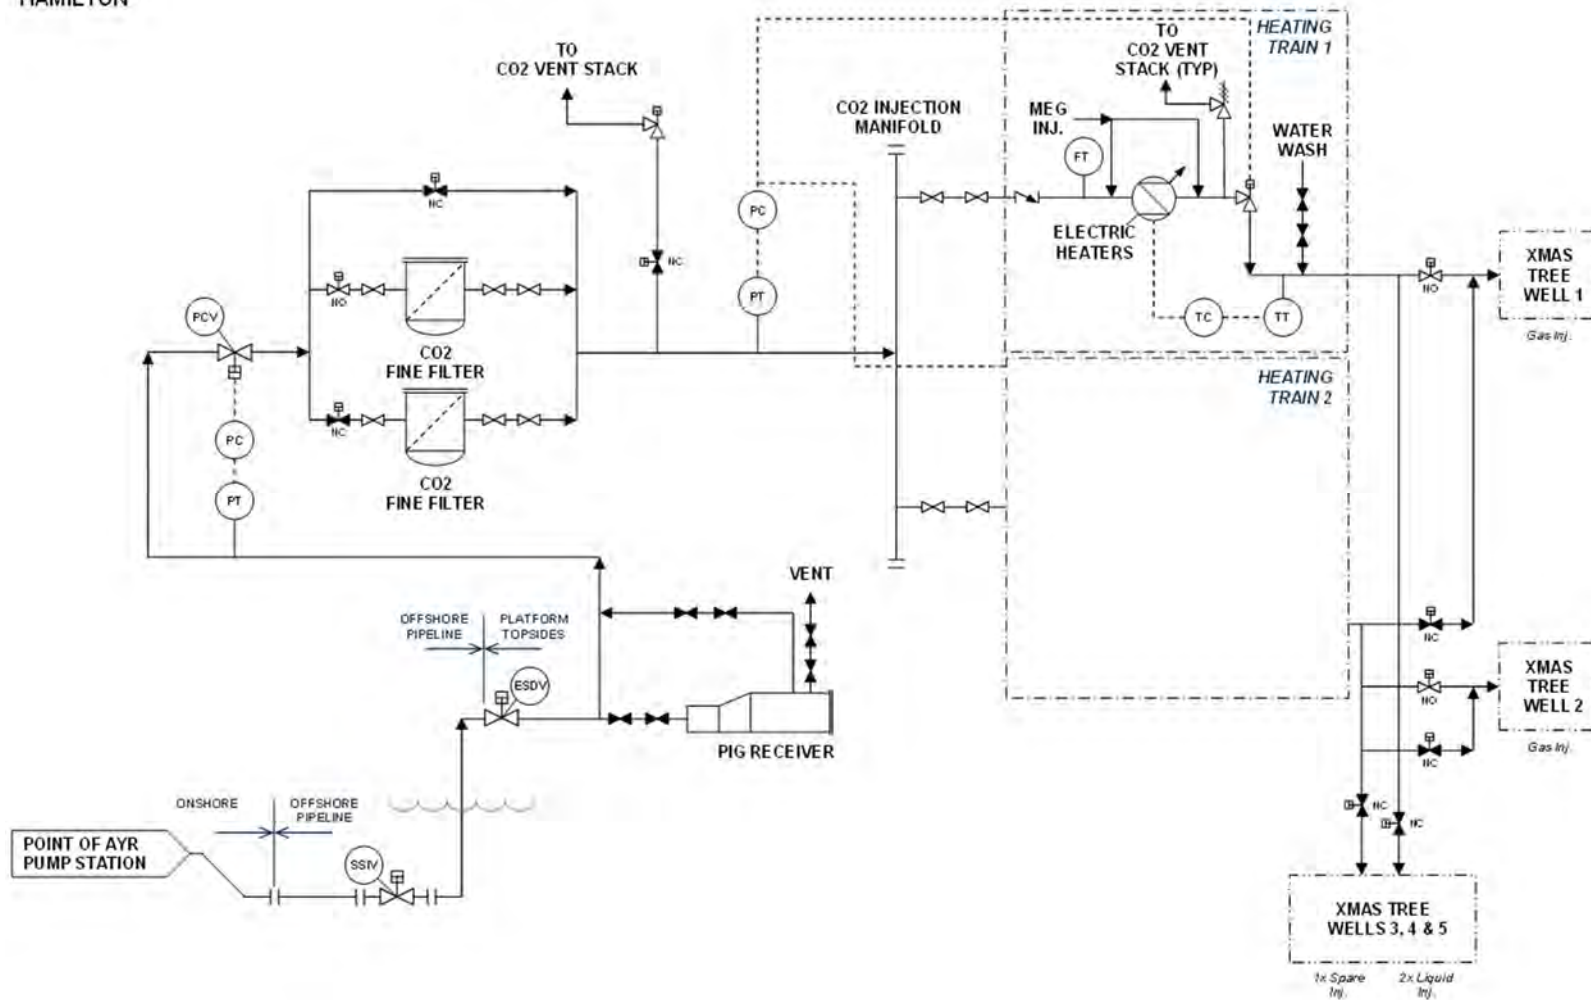 HAMILTON
TO
CO2 VENT STACK
HEATING
TRAIN 1
TO
CO2 VENT
STACK (TYP)
CO2 INJECTION
MANIFOLD
MEG
INJ.
WATER
WASH
FT
NC
PC
ELECTRIC
HEATERS
NC
XMAS
TREE
WELL 1
Gas Inj.
NO
NO
PT
TC
TT
PCV
CO2
FINE FILTER
HEATING
TRAIN 2
NC
PC
CO2
FINE FILTER
PT
VENT
OFFSHORE
PIPELINE
PLATFORM
TOPSIDES
NC
XMAS
TREE
WELL 2
Gas Inj.
NO
NC
ESDV
PIG RECEIVER
ONSHORE
OFFSHORE
PIPELINE
NC
NC
POINT OF AYR
PUMP STATION
SSIV
XMAS TREE
WELLS 3, 4 & 5
1x Spare
Inj.
2x Liquid
Inj.